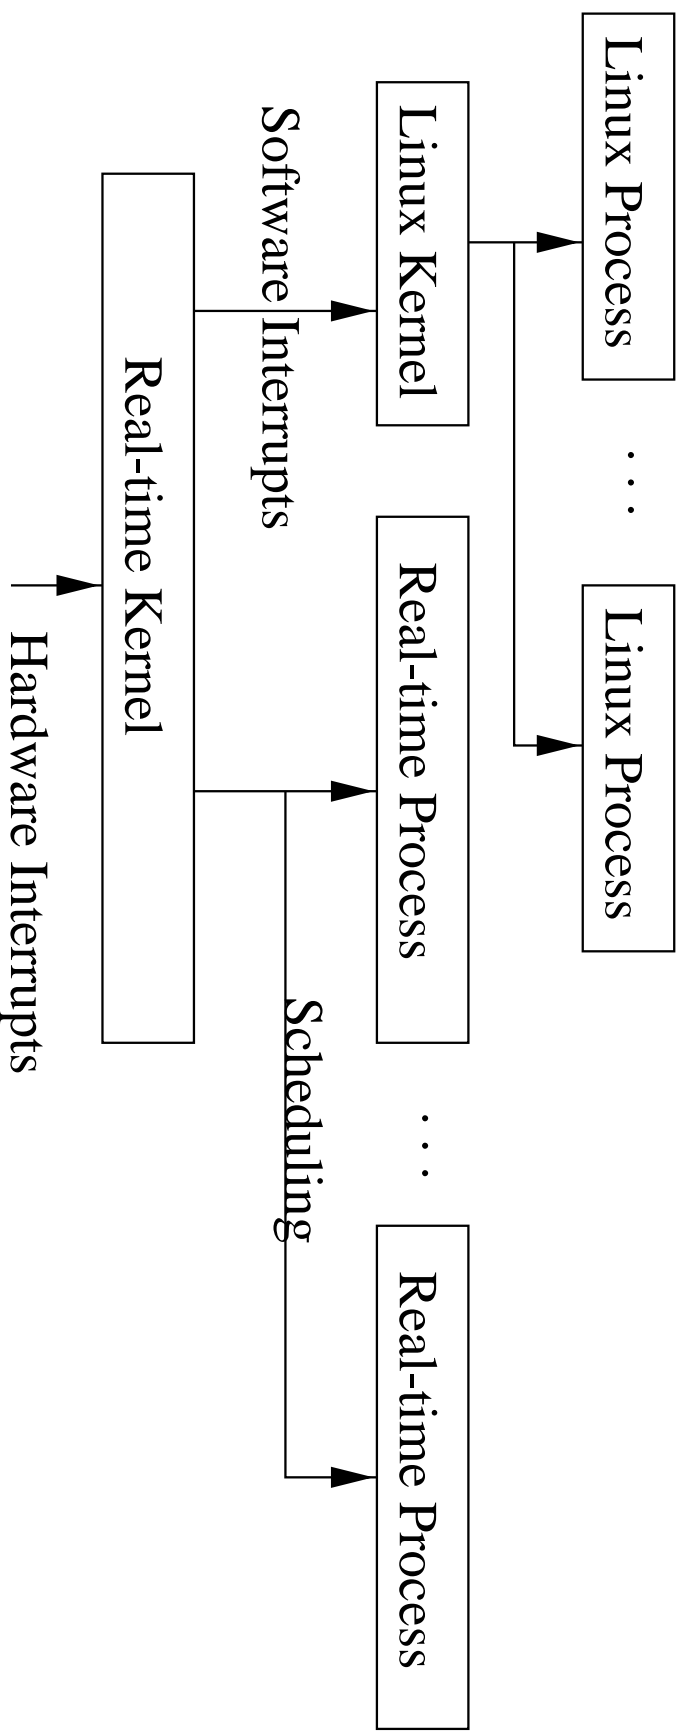 Linux Process
. . .
Linux Process
Linux Kernel
Real-time Process
. . .
Real-time Process
Software Interrupts
Scheduling
Real-time Kernel
Hardware Interrupts